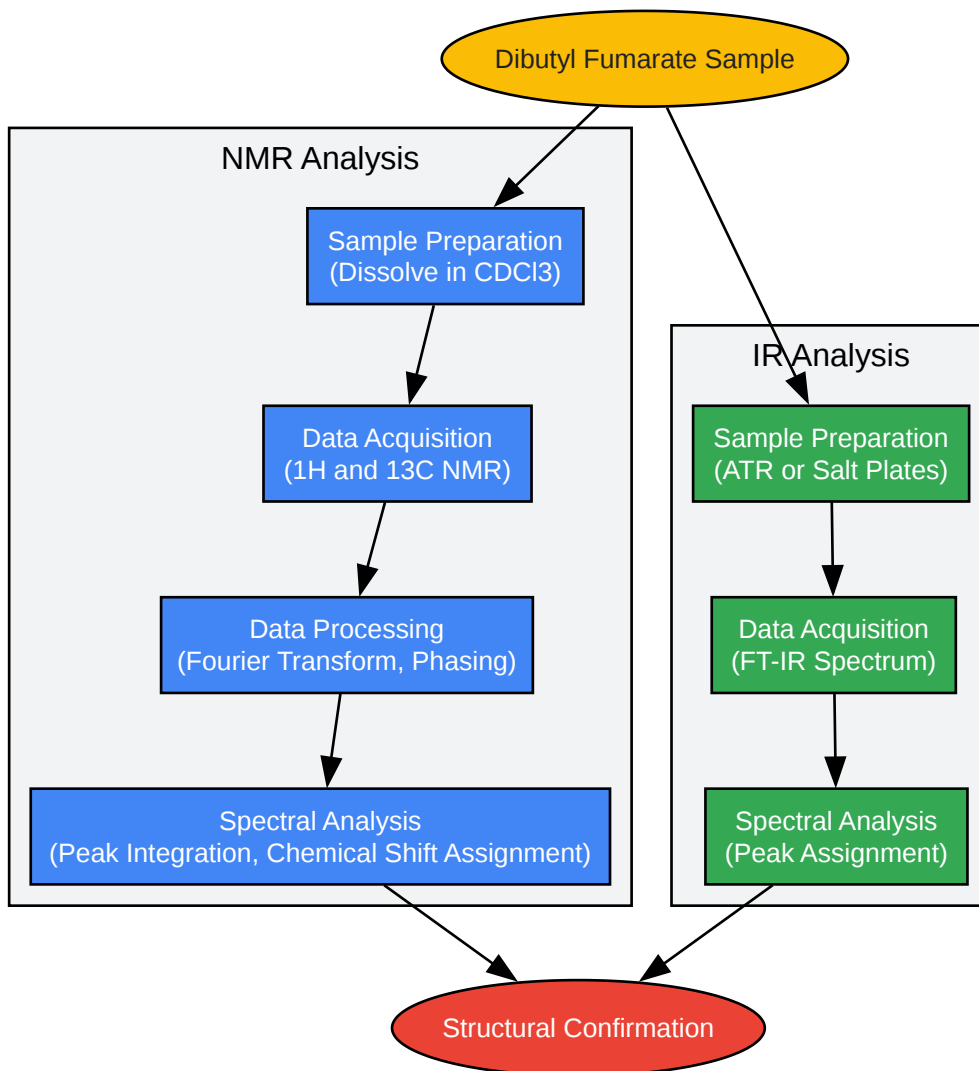 Dibutyl Fumarate Sample
NMR Analysis
Sample Preparation
(Dissolve in CDCl3)
Data Acquisition
(1H and 13C NMR)
Data Processing
(Fourier Transform, Phasing)
Spectral Analysis
(Peak Integration, Chemical Shift Assignment)
IR Analysis
Sample Preparation
(ATR or Salt Plates)
Data Acquisition
(FT-IR Spectrum)
Spectral Analysis
(Peak Assignment)
Structural Confirmation